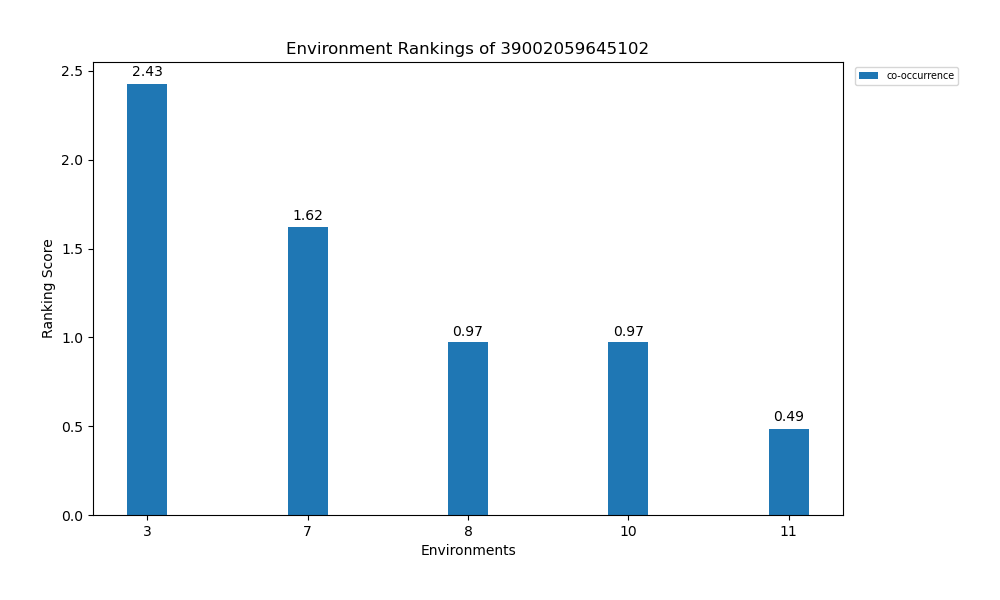 Environment Rankings of 39002059645102
co-occurrence
Ranking Score
2.5
2.0
1.5
1.0
0.5
0.0
2.43
1.62
0.97
0.97
0.49
3 7 8 10 11
Environments